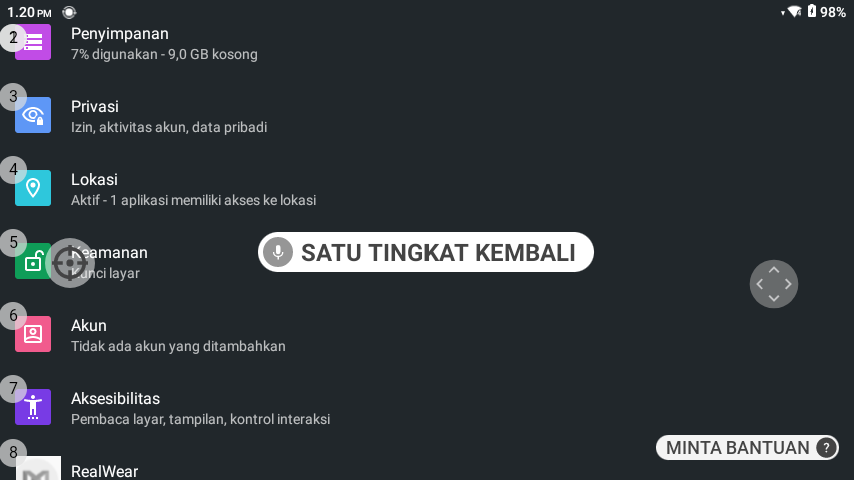 1.20 PM
98%
2
Penyimpanan
7% digunakan - 9,0 GB kosong
3
Privasi
Izin, aktivitas akun, data pribadi
4
Lokasi
Aktif - 1 aplikasi memiliki akses ke lokasi
5
Keamanan
Kunci layar
SATU TINGKAT KEMBALI
6
Akun
Tidak ada akun yang ditambahkan
7
Aksesibilitas
Pembaca layar, tampilan, kontrol interaksi
MINTA BANTUAN ?
8
RealWear